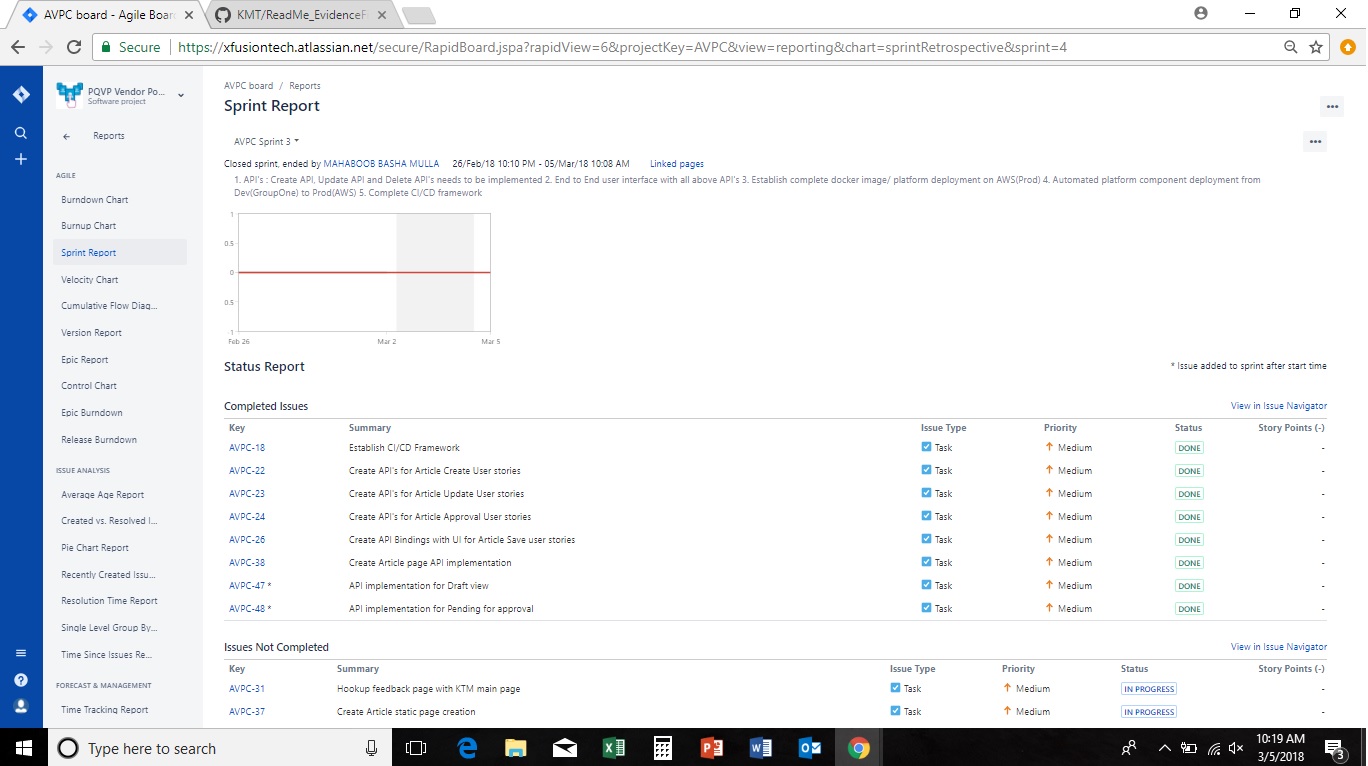 AVPC board - Agile Boar
KMT/ReadMe_EvidenceF
Secure
https://xfusiontech.atlassian.net/secure/RapidBoard.jspa?rapidView=6&projectKey=AVPC&view=reporting&chart=sprintRetrospective&sprint=4
PQVP Vendor Po...
Software project
Reports
AGILE
Burndown Chart
Burnup Chart
Sprint Report
Velocity Chart
Cumulative Flow Diag...
Version Report
Epic Report
Control Chart
Epic Burndown
Release Burndown
ISSUE ANALYSIS
Average Age Report
Created vs. Resolved I...
Pie Chart Report
Recently Created Issu...
Resolution Time Report
Single Level Group By...
Time Since Issues Re...
FORECAST & MANAGEMENT
Time Tracking Report
AVPC board / Reports
Sprint Report
AVPC Sprint 3
Closed sprint, ended by MAHABOOB BASHA MULLA 26/Feb/18 10:10 PM - 05/Mar/18 10:08 AM Linked pages
1. API's : Create API, Update API and Delete API's needs to be implemented 2. End to End user interface with all above API's 3. Establish complete docker image/ platform deployment on AWS(Prod) 4. Automated platform component deployment from
Dev(GroupOne) to Prod(AWS) 5. Complete CI/CD framework
1
0.5
0
0.5
-1
Feb 26 Mar 2 Mar 5
Status Report
* Issue added to sprint after start time
Completed Issues View in Issue Navigator
Key Summary Issue Type Priority Status Story Points (-)
AVPC-18 Establish CI/CD Framework Task Medium DONE -
AVPC-22 Create API's for Article Create User stories Task Medium DONE -
AVPC-23 Create API's for Article Update User stories Task Medium DONE -
AVPC-24 Create API's for Article Approval User stories Task Medium DONE -
AVPC-26 Create API Bindings with UI for Article Save user stories Task Medium DONE -
AVPC-38 Create Article page API implementation Task Medium DONE -
AVPC-47 * API implementation for Draft view Task Medium DONE -
AVPC-48 * API implementation for Pending for approval Task Medium DONE -
Issues Not Completed View in Issue Navigator
Key Summary Issue Type Priority Status Story Points (-)
AVPC-31 Hookup feedback page with KTM main page Task Medium IN PROGRESS -
AVPC-37 Create Article static page creation Task Medium IN PROGRESS -
Type here to search
10:19 AM
3/5/2018
3